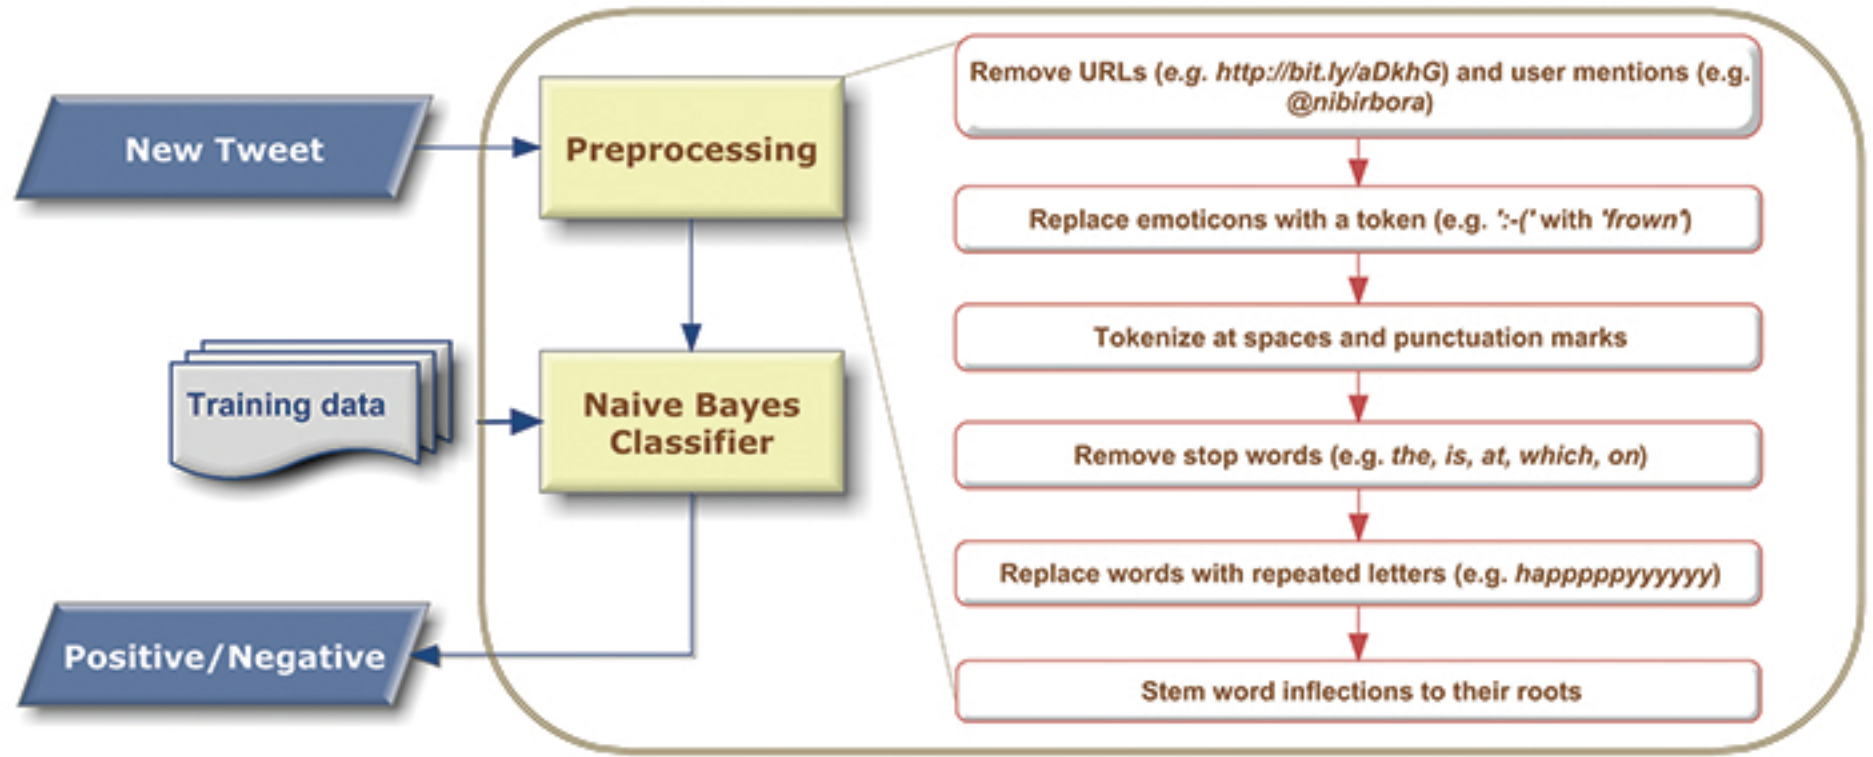 New Tweet
Preprocessing
Training data
Naive Bayes
Classifier
Positive/Negative
Remove URLs (e.g. http://bit.ly/aDkhG) and user mentions (e.g.
@nibirbora)
Replace emoticons with a token (e.g. ':-(' with 'frown')
Tokenize at spaces and punctuation marks
Remove stop words (e.g. the, is, at, which, on)
Replace words with repeated letters (e.g. happpppyyyyyy)
Stem word inflections to their roots